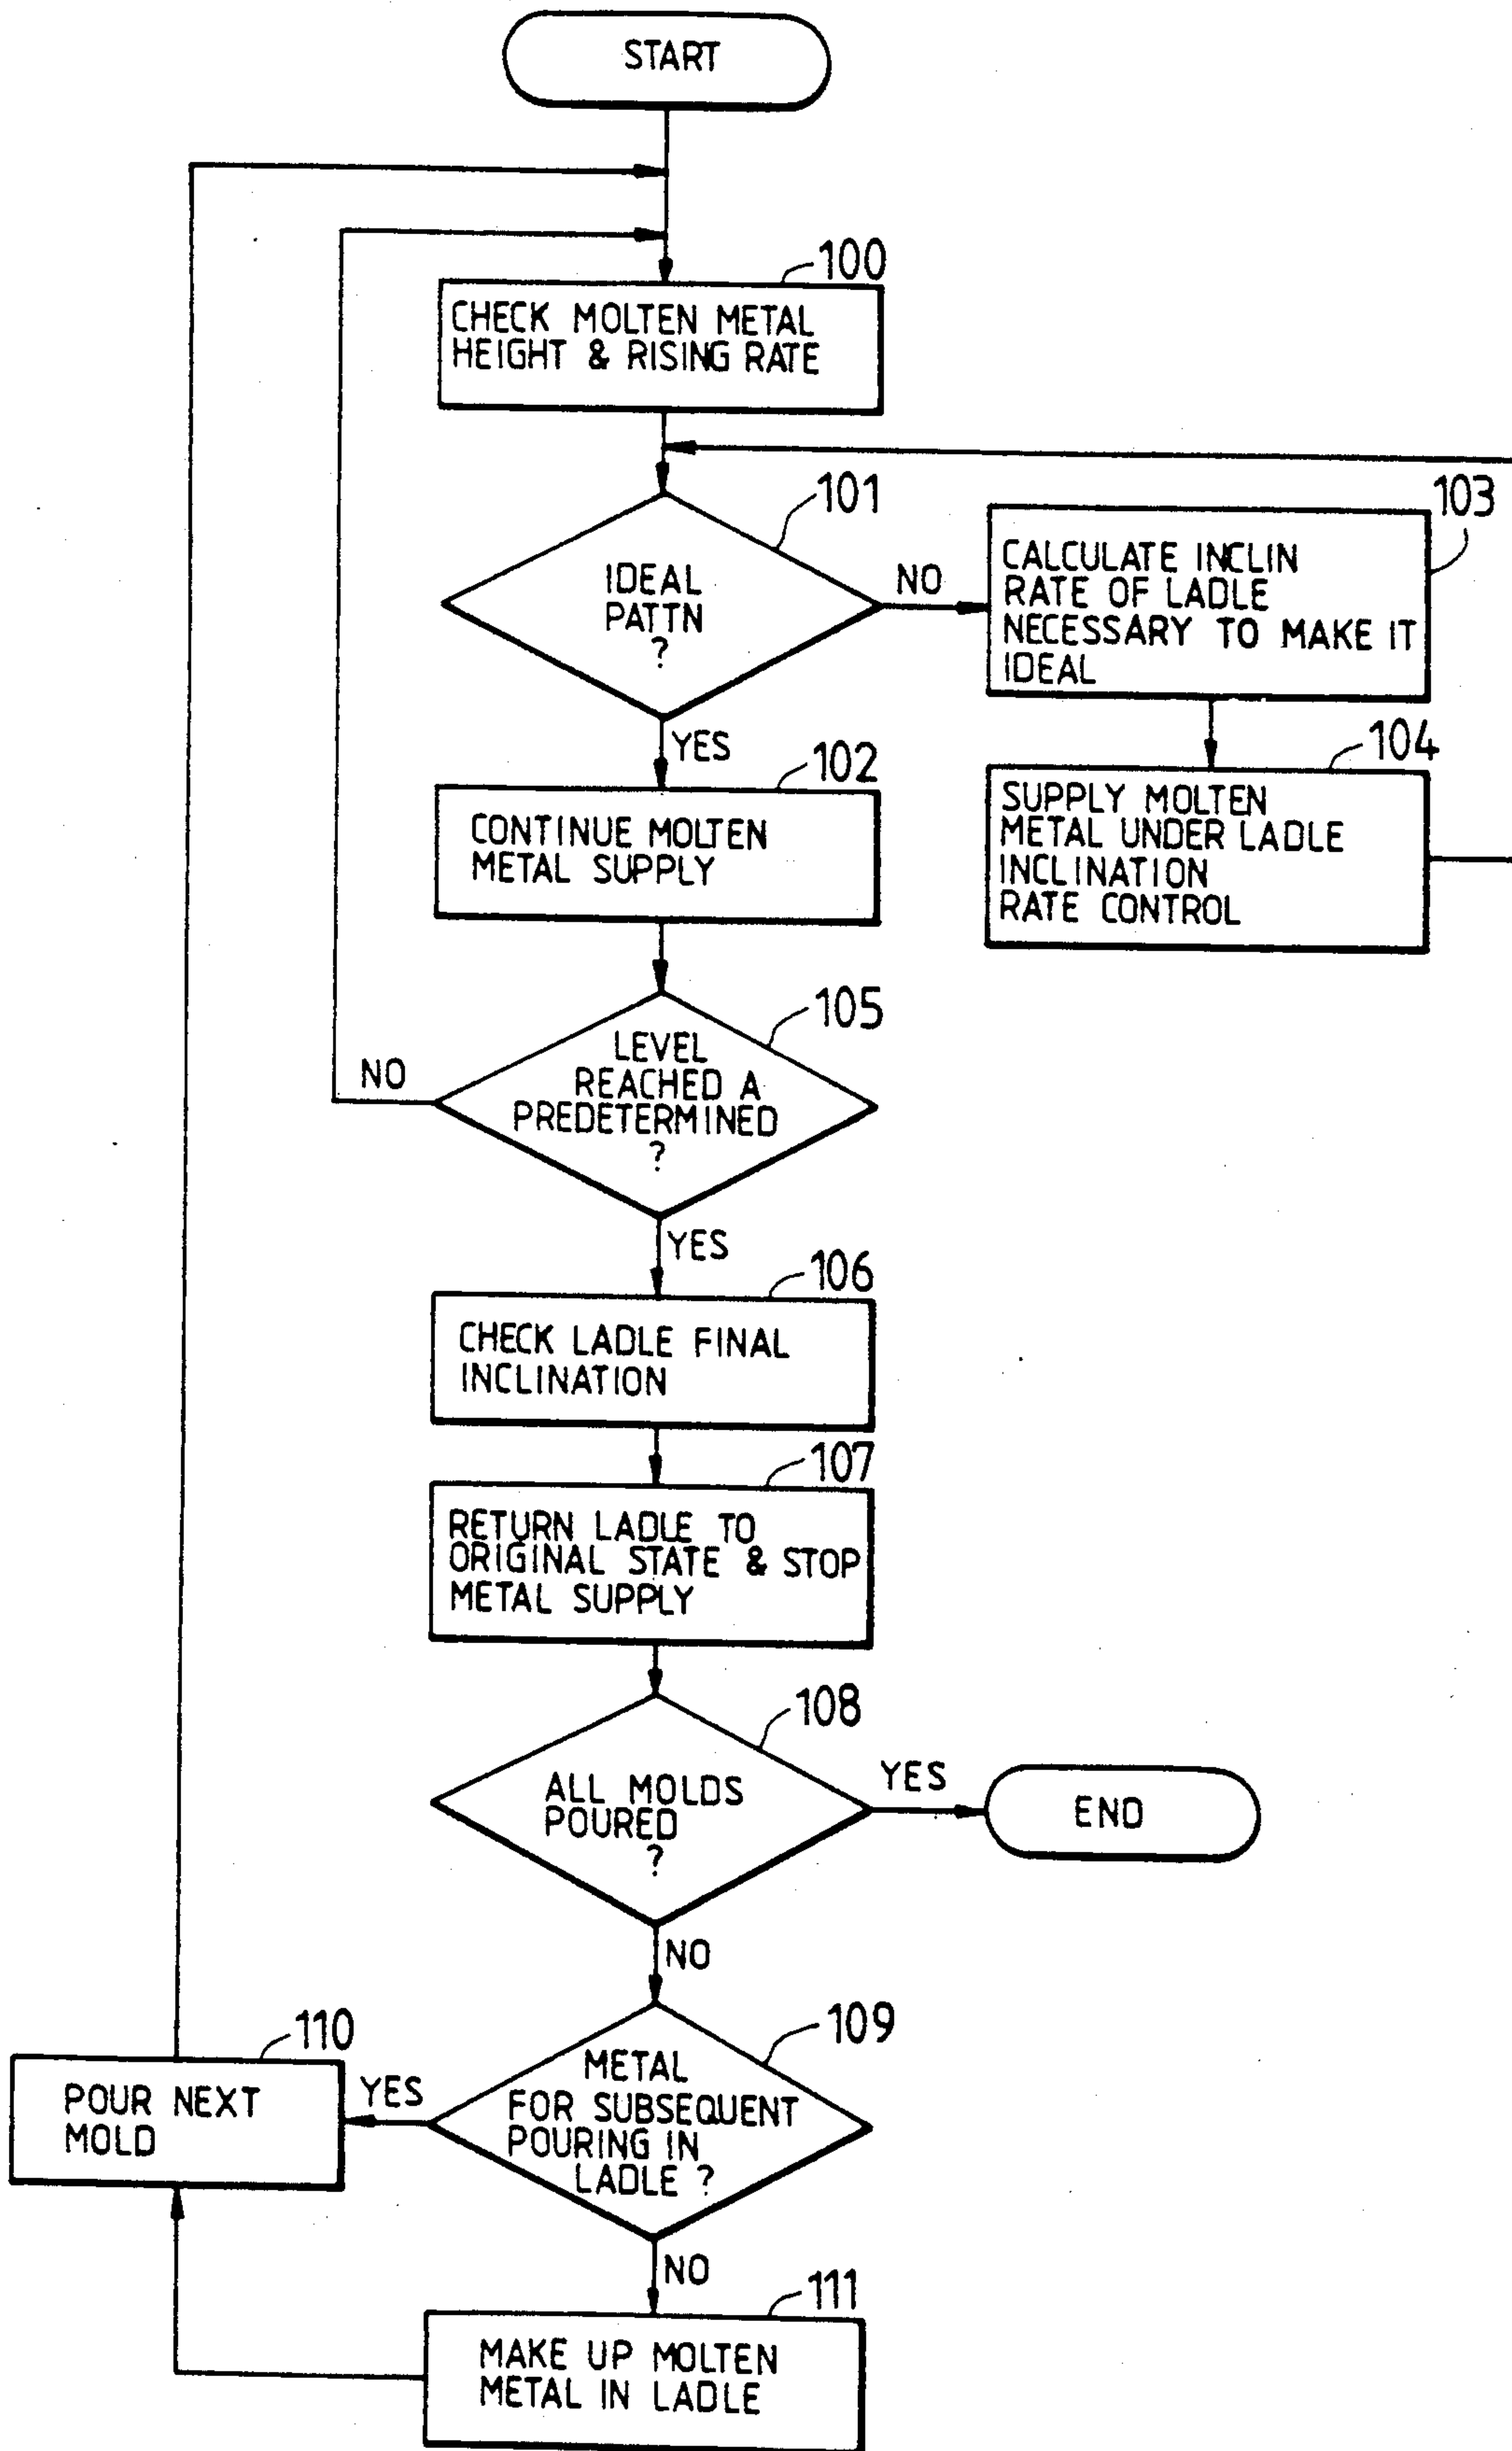 START
100
CHECK MOLTEN METAL
HEIGHT & RISING RATE
101
IDEAL
PATTN
?
NO
103
CALCULATE INCLIN
RATE OF LADLE
NECESSARY TO MAKE IT
IDEAL
YES
102
CONTINUE MOLTEN
METAL SUPPLY
104
SUPPLY MOLTEN
METAL UNDER LADLE
INCLINATION
RATE CONTROL
105
LEVEL
REACHED A
PREDETERMINED
?
NO
YES
106
CHECK LADLE FINAL
INCLINATION
107
RETURN LADLE TO
ORIGINAL STATE & STOP
METAL SUPPLY
108
ALL MOLDS
POURED
?
YES
END
NO
109
METAL
FOR SUBSEQUENT
POURING IN
LADLE ?
YES
110
POUR NEXT
MOLD
NO
111
MAKE UP MOLTEN
METAL IN LADLE